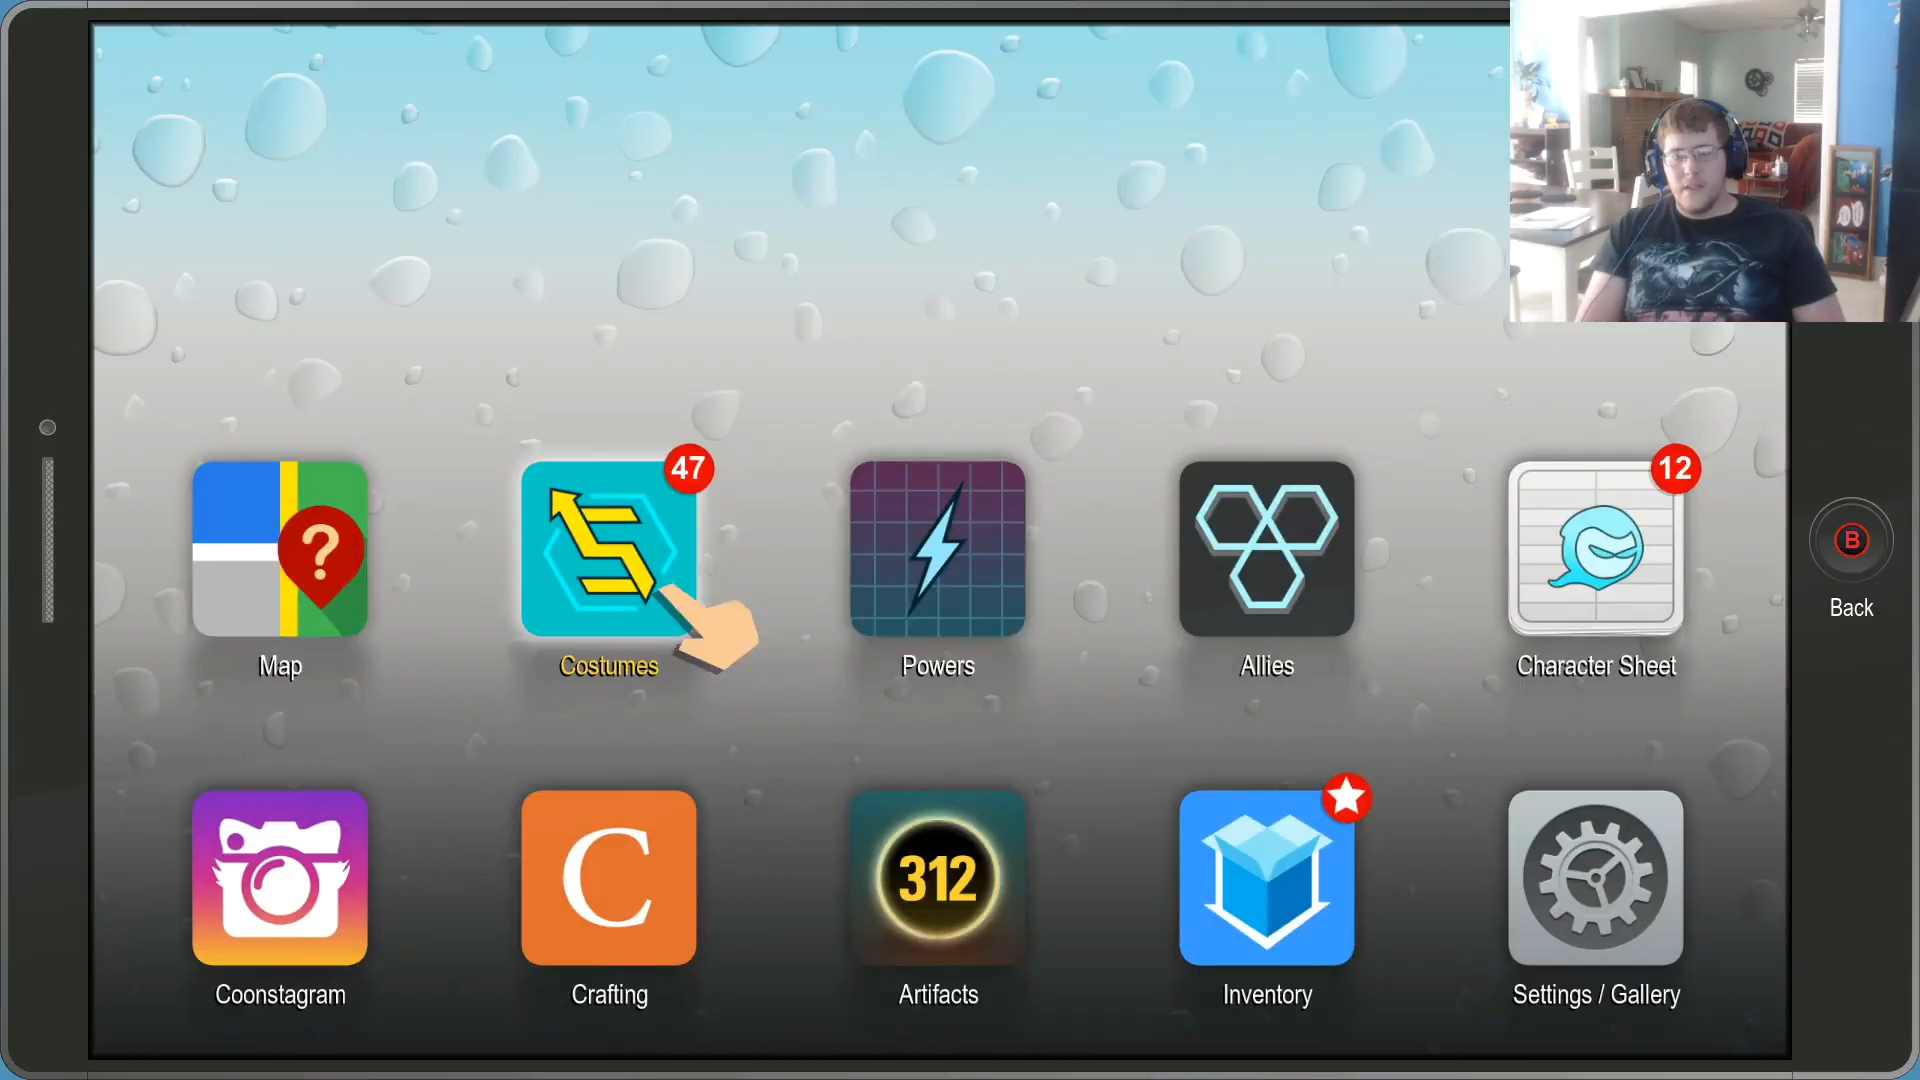 47
12
?
Map
Costumes
Powers
Allies
Character Sheet
B
Back
C
312
Coonstagram
Crafting
Artifacts
Inventory
Settings / Gallery